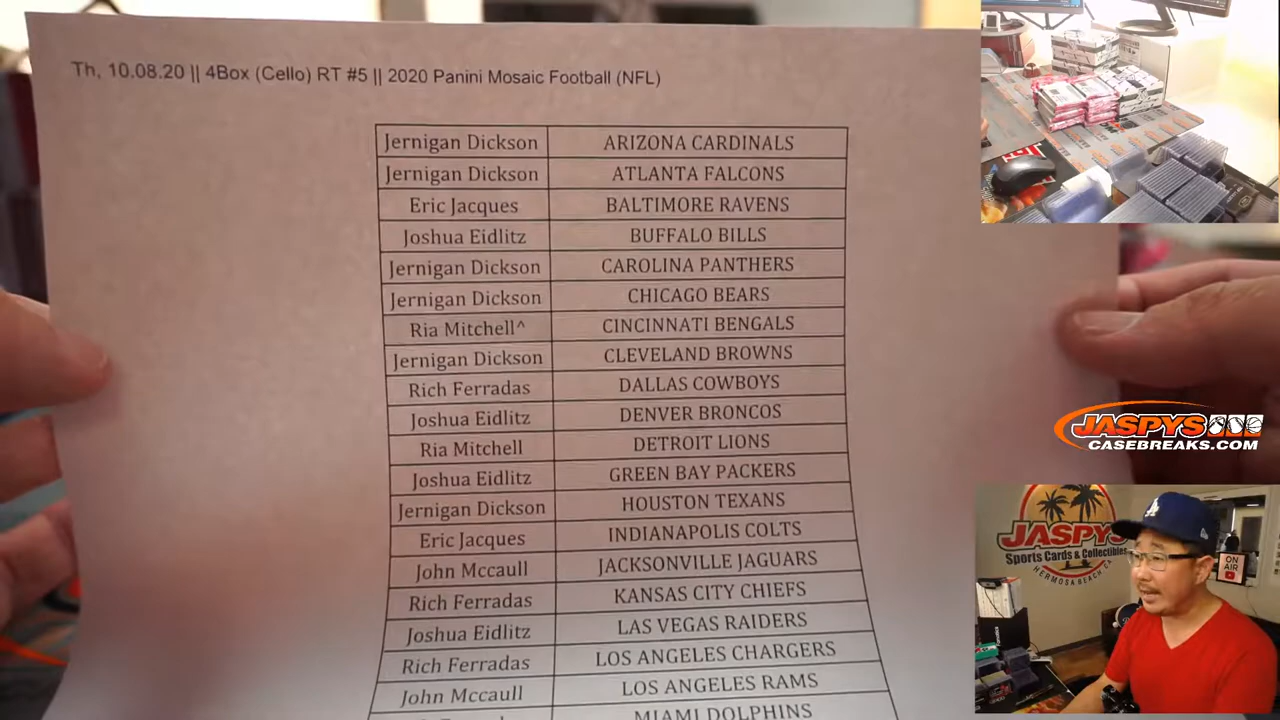 Th, 10.08.20 || 4Box (Cello) RT #5 || 2020 Panini Mosaic Football (NFL)
Jernigan Dickson ARIZONA CARDINALS
Jernigan Dickson ATLANTA FALCONS
Eric Jacques BALTIMORE RAVENS
Joshua Eidlitz BUFFALO BILLS
Jernigan Dickson CAROLINA PANTHERS
Jernigan Dickson CHICAGO BEARS
Ria Mitchell^ CINCINNATI BENGALS
Jernigan Dickson CLEVELAND BROWNS
Rich Ferradas DALLAS COWBOYS
Joshua Eidlitz DENVER BRONCOS
Ria Mitchell DETROIT LIONS
Joshua Eidlitz GREEN BAY PACKERS
Jernigan Dickson HOUSTON TEXANS
Eric Jacques INDIANAPOLIS COLTS
John Mccaull JACKSONVILLE JAGUARS
Rich Ferradas KANSAS CITY CHIEFS
Joshua Eidlitz LAS VEGAS RAIDERS
Rich Ferradas LOS ANGELES CHARGERS
John Mccaull LOS ANGELES RAMS
MIAMI DOLPHINS
JASPYS
CASEBREAKS.COM
JASPYS
Sports Cards & Collectibles
HERMOSA BEACH, CA
LA
ON
AIR